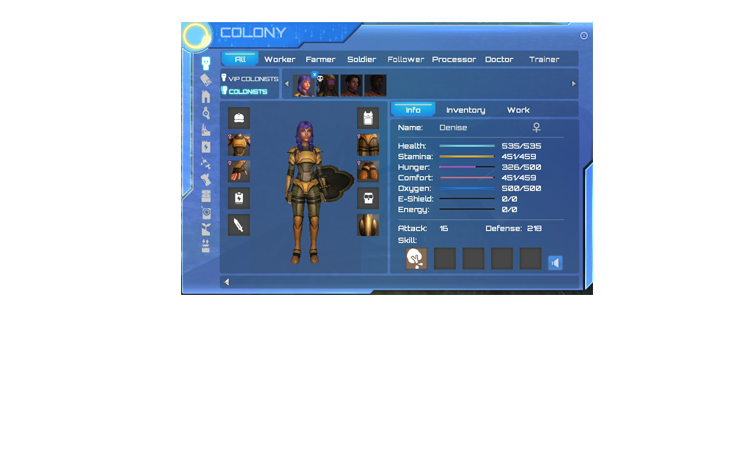 COLONY
All Worker Farmer Soldier Follower Processor Doctor Trainer
VIP COLONISTS
COLONISTS
Info Inventory Work
Name: Denise
Health: 535/535
Stamina: 451/459
Hunger: 326/500
Comfort: 451/459
Oxygen: 500/500
E-Shield: 0/0
Energy: 0/0
Attack: 16 Defense: 218
Skill: